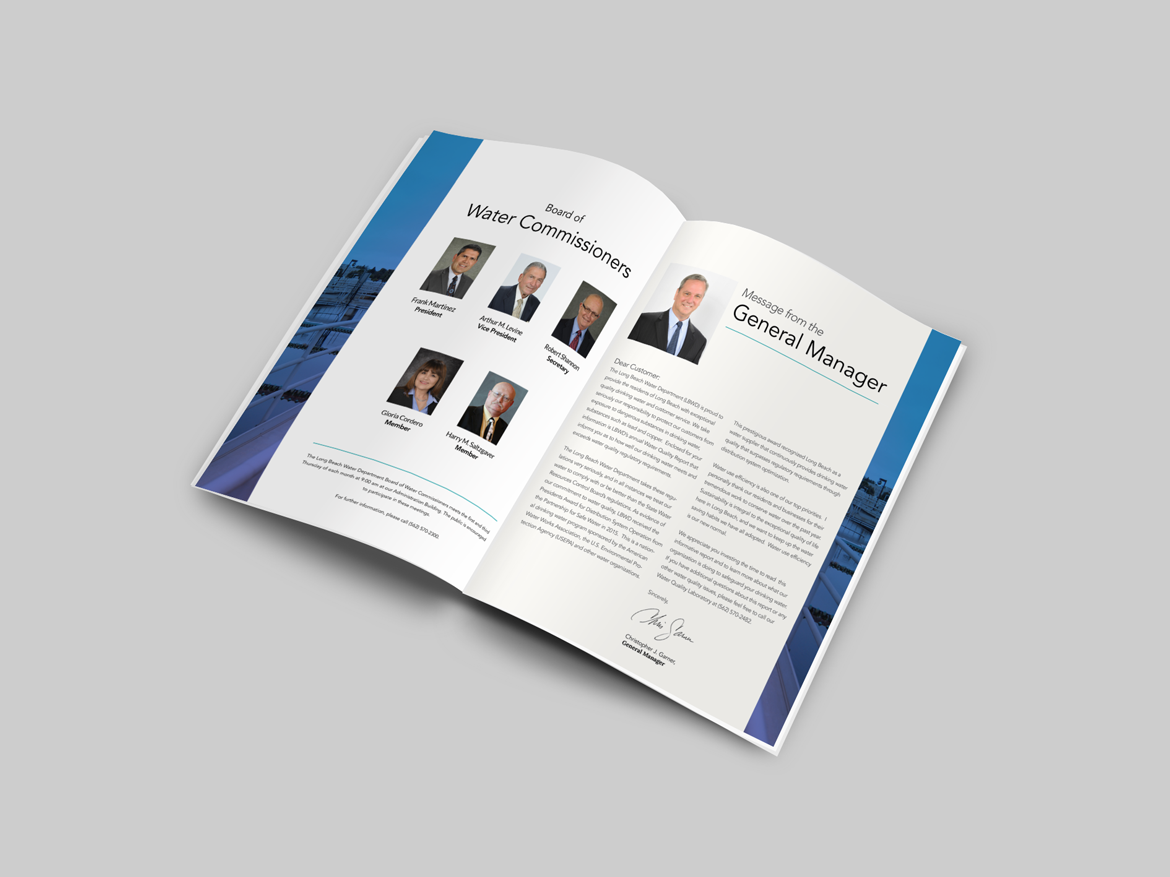 Board of
Water Commissioners
Frank Martinez
President
Arthur M. Levine
Vice President
Robert Shannon
Secretary
Gloria Cordero
Member
Harry M. Saltzgaver
Member
The Long Beach Water Department Board of Water Commissioners meets the first and third
Thursday of each month at 9:00 am at our Administration Building. The public is encouraged
to participate in these meetings.
For further information, please call (562) 570-2300.
Message from the
General Manager
Dear Customer:
The Long Beach Water Department (LBWD) is proud to
provide the residents of Long Beach with exceptional
quality drinking water and customer service. We take
seriously our responsibility to protect our customers from
exposure to dangerous substances in drinking water,
substances such as lead and copper. Enclosed for your
information is LBWD's annual Water Quality Report that
informs you as to how well our drinking water meets and
exceeds water quality regulatory requirements.
The Long Beach Water Department takes these regu-
lations very seriously, and in all instances we treat our
water to comply with or be better than the State Water
Resources Control Board's regulations. As evidence of
our commitment to water quality, LBWD received the
Presidents Award for Distribution System Operation from
the Partnership for Safe Water in 2015. This is a nation-
al drinking water program sponsored by the American
Water Works Association, the U.S. Environmental Pro-
tection Agency (USEPA) and other water organizations.
This prestigious award recognized Long Beach as a
water supplier that continuously provides drinking water
quality that surpasses regulatory requirements through
distribution system optimization.
Water use efficiency is also one of our top priorities. I
personally thank our residents and businesses for their
tremendous work to conserve water over the past year.
Sustainability is integral to the exceptional quality of life
here in Long Beach, and we want to keep up the water
saving habits we have all adopted. Water use efficiency
is our new normal.
We appreciate you investing the time to read this
informative report and to learn more about what our
organization is doing to safeguard your drinking water.
If you have additional questions about this report or any
other water quality issues, please feel free to call our
Water Quality Laboratory at (562) 570-2482.
Sincerely,
Christopher J. Garner,
General Manager